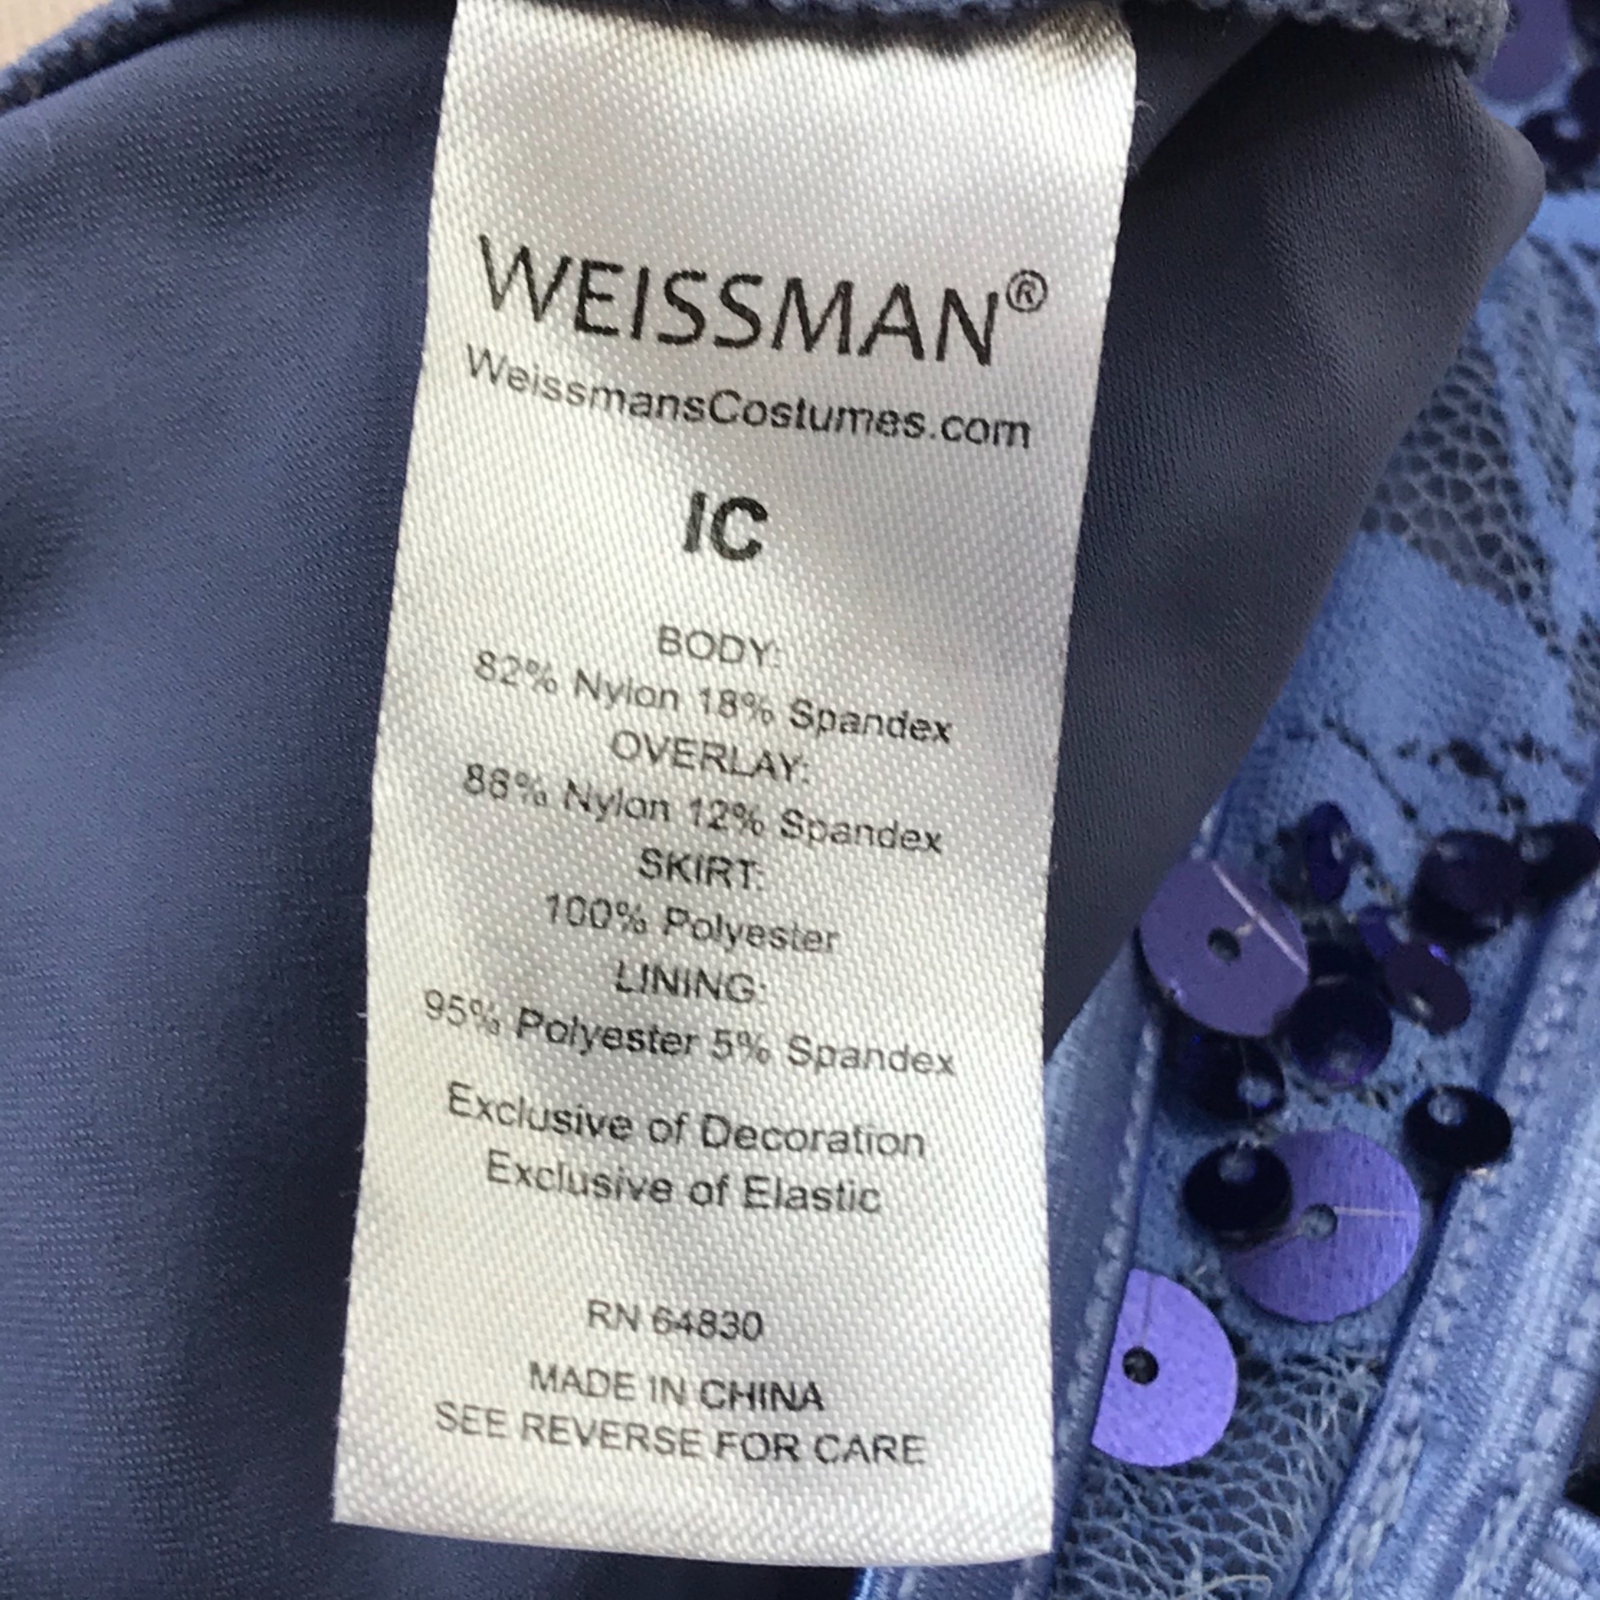 WEISSMAN®
WeissmansCostumes.com
IC
BODY:
82% Nylon 18% Spandex
OVERLAY:
88% Nylon 12% Spandex
SKIRT:
100% Polyester
LINING:
95% Polyester 5% Spandex
Exclusive of Decoration
Exclusive of Elastic
RN 64830
MADE IN CHINA
SEE REVERSE FOR CARE